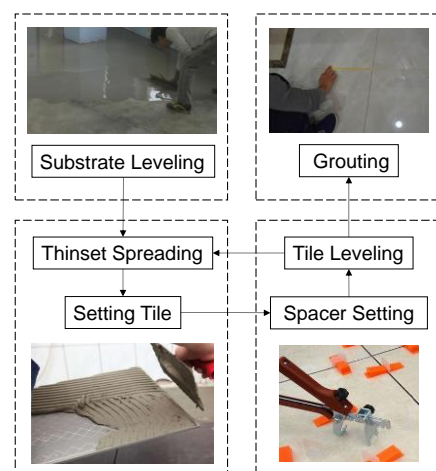 Substrate Leveling
Grouting
Thinset Spreading
Tile Leveling
Setting Tile
Spacer Setting